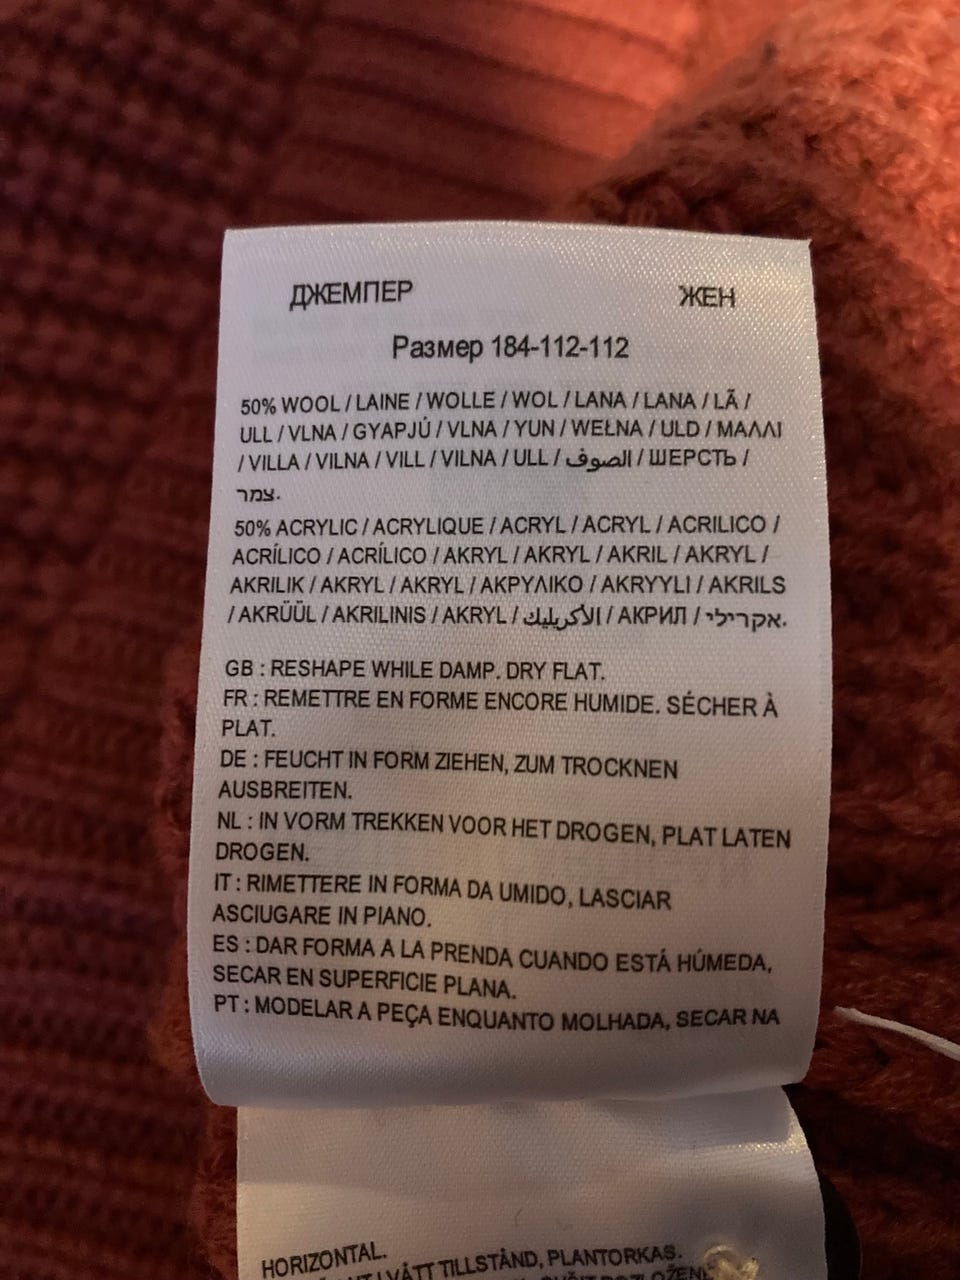 ДЖЕМПЕР ЖЕН
Размер 184-112-112
50% WOOL / LAINE / WOLLE / WOL / LANA / LANA / LÃ /
ULL / VLNA / GYAPJÚ / VLNA / YUN / WEŁNA / ULD / ΜΑΛΛΙ
/ VILLA / VILNA / VILL / VILNA / ULL / الصوف / ШЕРСТЬ /
צמר.
50% ACRYLIC / ACRYLIQUE / ACRYL / ACRYL / ACRILICO /
ACRÍLICO / ACRÍLICO / AKRYL / AKRYL / AKRIL / AKRYL /
AKRILIK / AKRYL / AKRYL / ΑΚΡΥΛΙΚΟ / AKRYYLI / AKRILS
/ AKRÜÜL / AKRILINIS / AKRYL / الأكريليك / АКРИЛ / אקרילי.
GB : RESHAPE WHILE DAMP. DRY FLAT.
FR : REMETTRE EN FORME ENCORE HUMIDE. SÉCHER À
PLAT.
DE : FEUCHT IN FORM ZIEHEN, ZUM TROCKNEN
AUSBREITEN.
NL : IN VORM TREKKEN VOOR HET DROGEN, PLAT LATEN
DROGEN.
IT : RIMETTERE IN FORMA DA UMIDO, LASCIAR
ASCIUGARE IN PIANO.
ES : DAR FORMA A LA PRENDA CUANDO ESTÁ HÚMEDA,
SECAR EN SUPERFICIE PLANA.
PT : MODELAR A PEÇA ENQUANTO MOLHADA, SECAR NA
HORIZONTAL.
I VÅTT TILLSTÅND, PLANTORKAS.